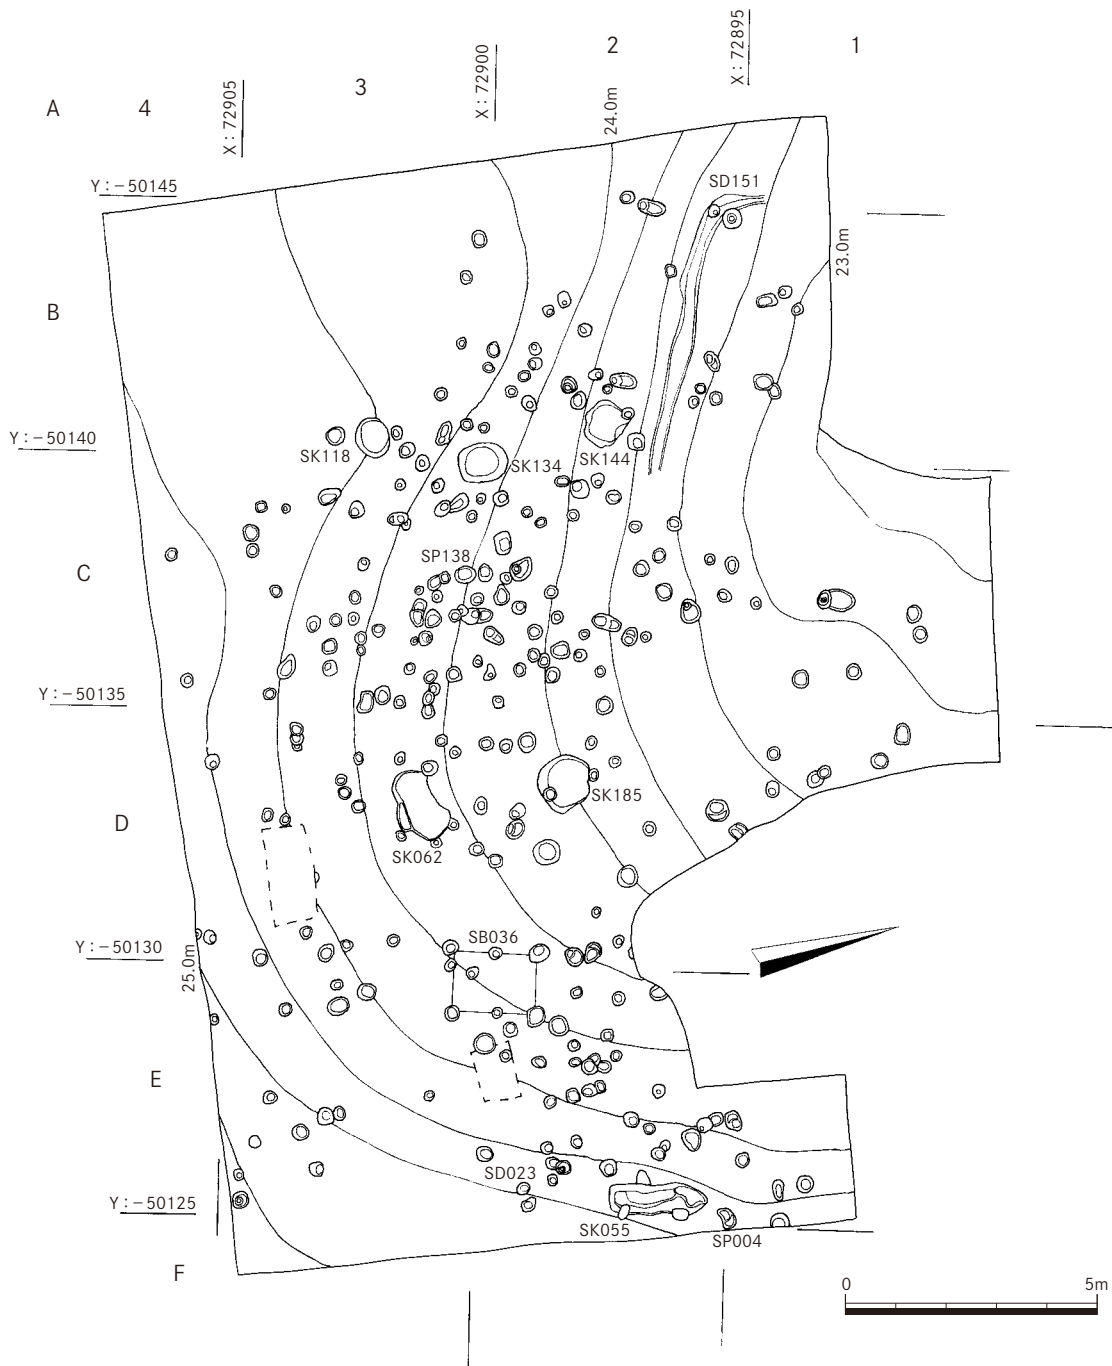 A
4
3
2
1
X : 72905
X : 72900
X : 72895
24.0m
Y : -50145
SD151
23.0m
B
Y : -50140
SK118
SK134
SK144
SP138
C
Y : -50135
SK185
SK062
D
SB036
Y : -50130
25.0m
E
SD023
Y : -50125
SK055
SP004
F
0
5m